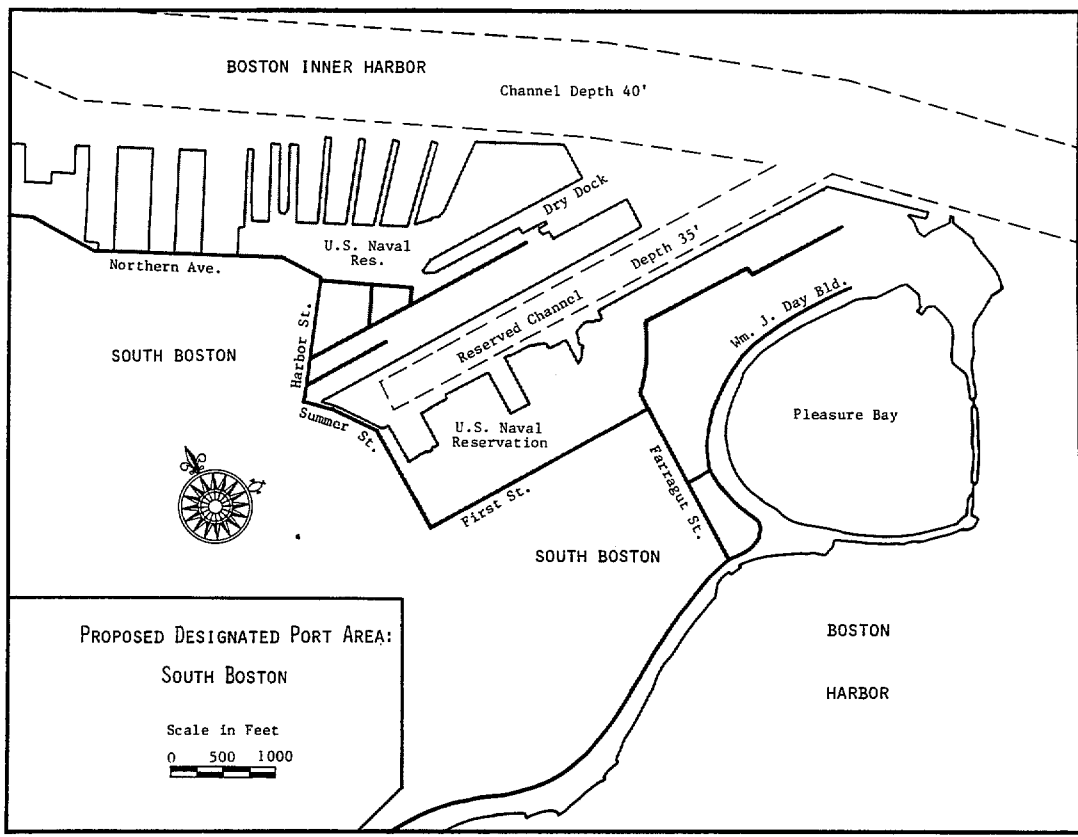 BOSTON INNER HARBOR
Channel Depth 40'
Dry Dock
U.S. Naval
Res.
Depth 35'
Northern Ave.
Reserved Channel
Wm. J. Day Bld.
Harbor St.
SOUTH BOSTON
Summer St.
Pleasure Bay
U.S. Naval
Reservation
First St.
Farragut St.
SOUTH BOSTON
PROPOSED DESIGNATED PORT AREA:
SOUTH BOSTON
Scale in Feet
0 500 1000
BOSTON
HARBOR